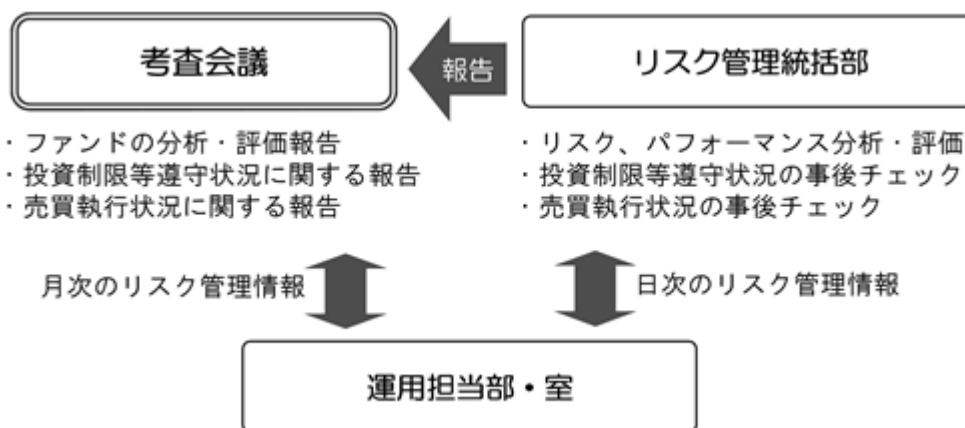 考査会議
報告
リスク管理統括部
・ファンドの分析・評価報告
・投資制限等遵守状況に関する報告
・売買執行状況に関する報告
・リスク、パフォーマンス分析・評価
・投資制限等遵守状況の事後チェック
・売買執行状況の事後チェック
月次のリスク管理情報
日次のリスク管理情報
運用担当部・室